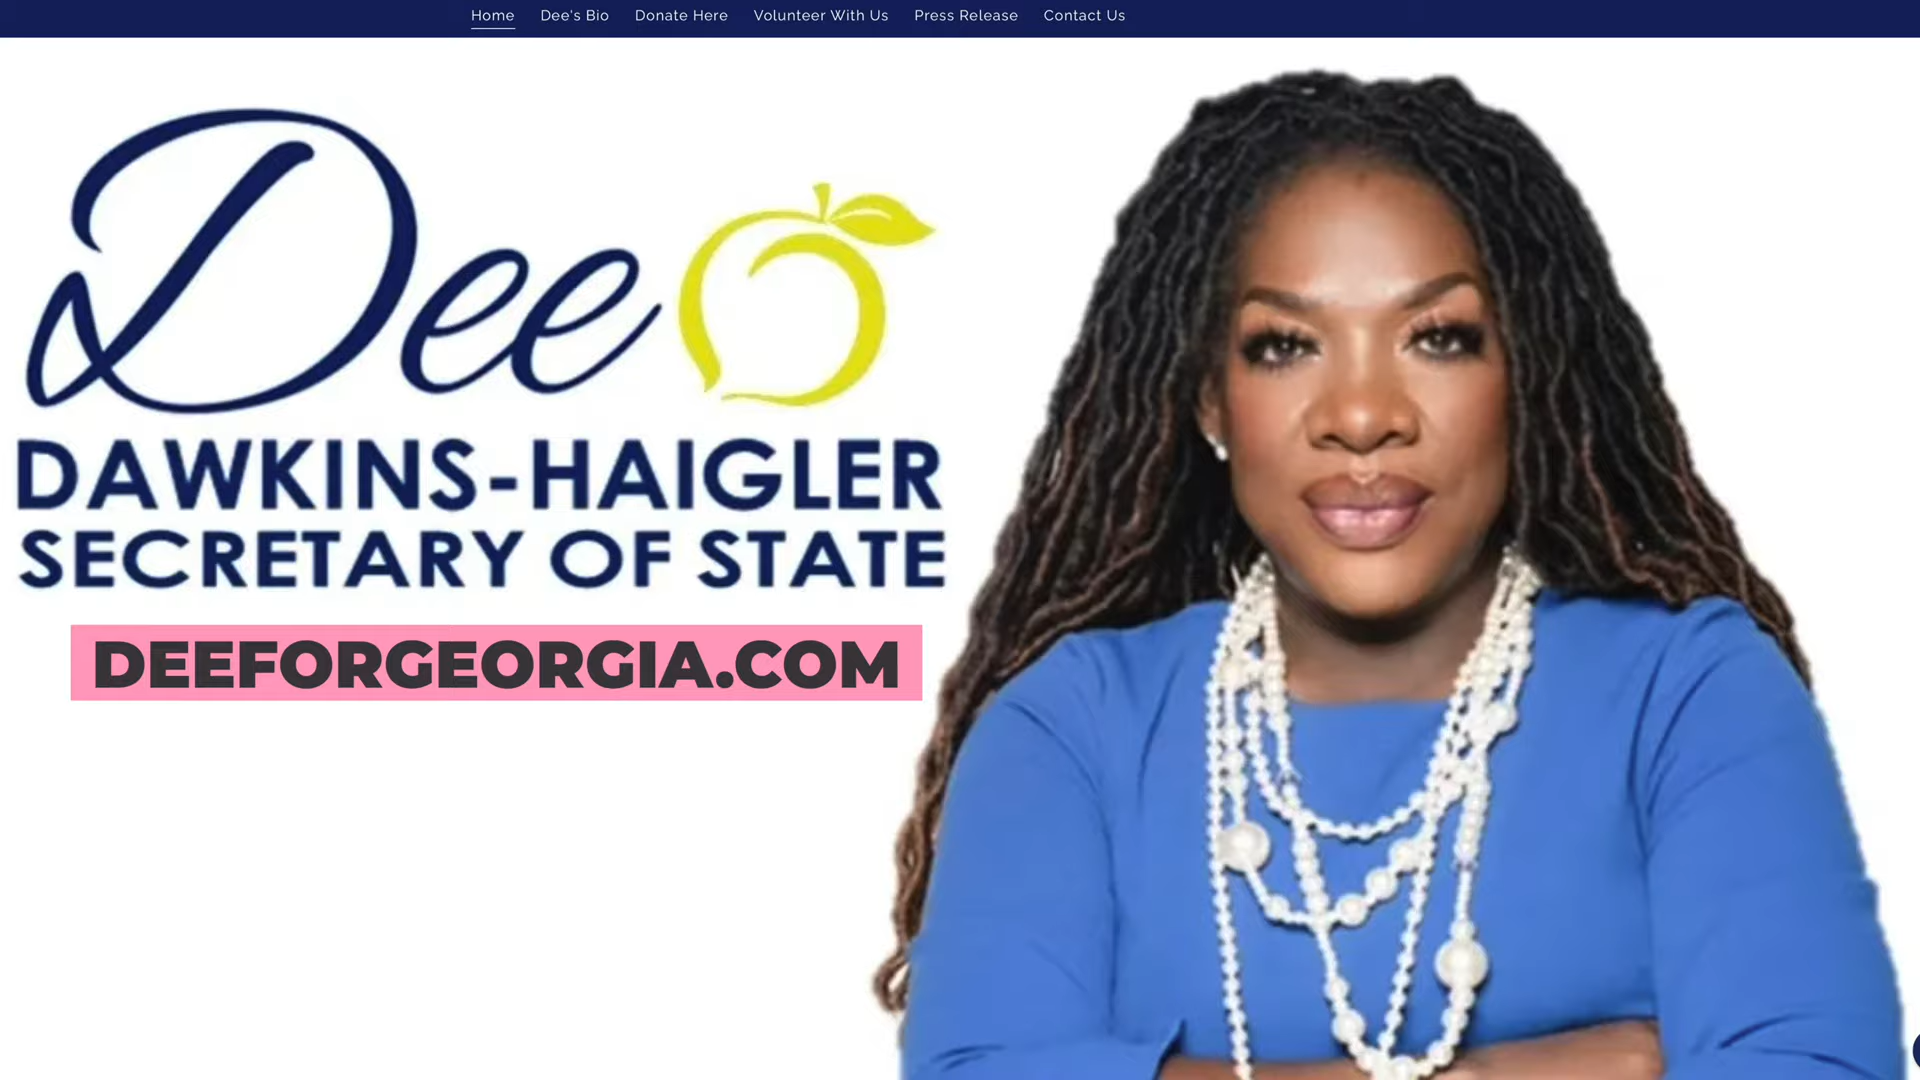 Home Dee's Bio Donate Here Volunteer With Us Press Release Contact Us
Dee
DAWKINS-HAIGLER
SECRETARY OF STATE
DEEFORGEORGIA.COM